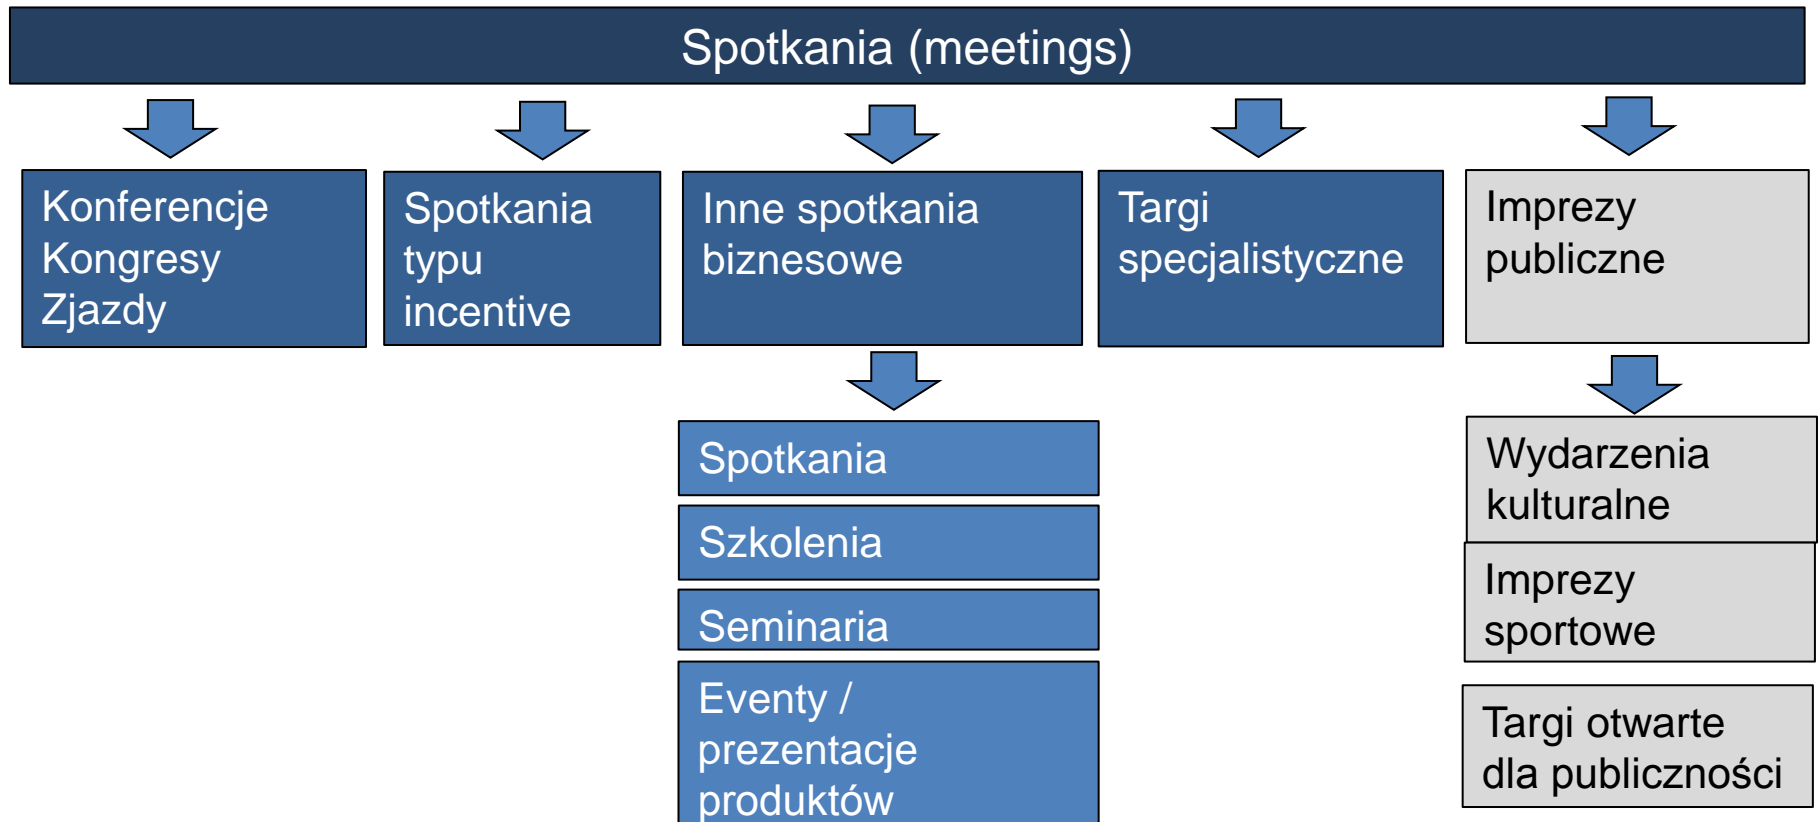 Spotkania (meetings)
Konferencje
Kongresy
Zjazdy
Spotkania
typu
incentive
Inne spotkania
biznesowe
Targi
specjalistyczne
Imprezy
publiczne
Spotkania
Szkolenia
Seminaria
Eventy /
prezentacje
produktów
Wydarzenia
kulturalne
Imprezy
sportowe
Targi otwarte
dla publiczności